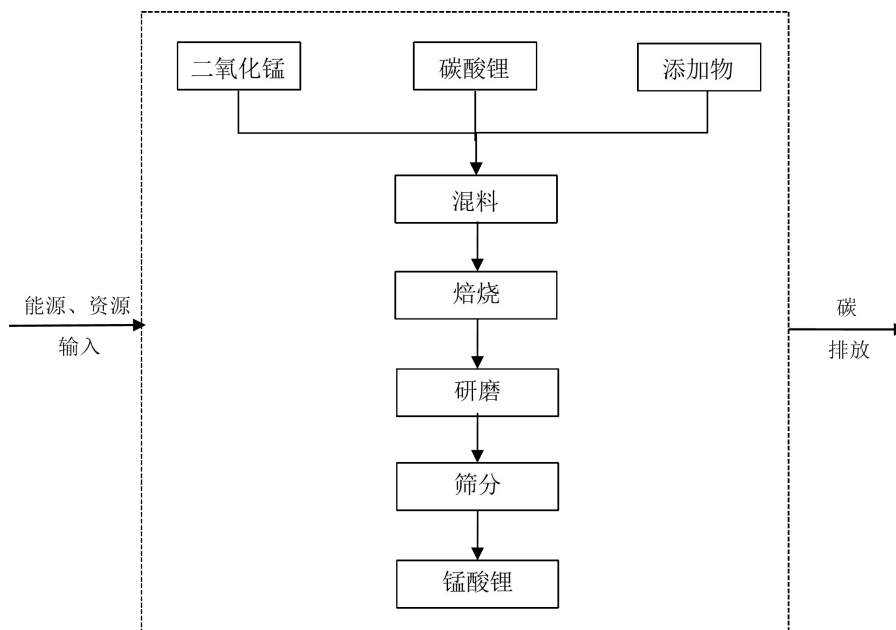 二氧化锰
碳酸锂
添加物
混料
焙烧
能源、资源
输入
碳
排放
研磨
筛分
锰酸锂